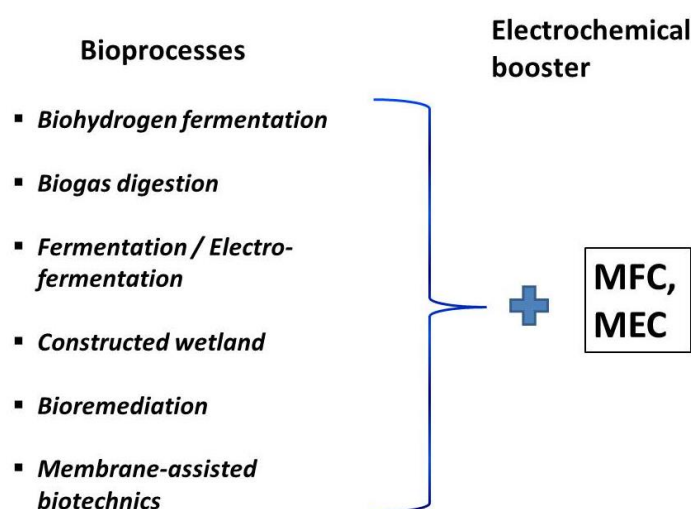 Bioprocesses
▪ Biohydrogen fermentation
▪ Biogas digestion
▪ Fermentation / Electro-
fermentation
▪ Constructed wetland
▪ Bioremediation
▪ Membrane-assisted
biotechnics
Electrochemical
booster
MFC,
MEC